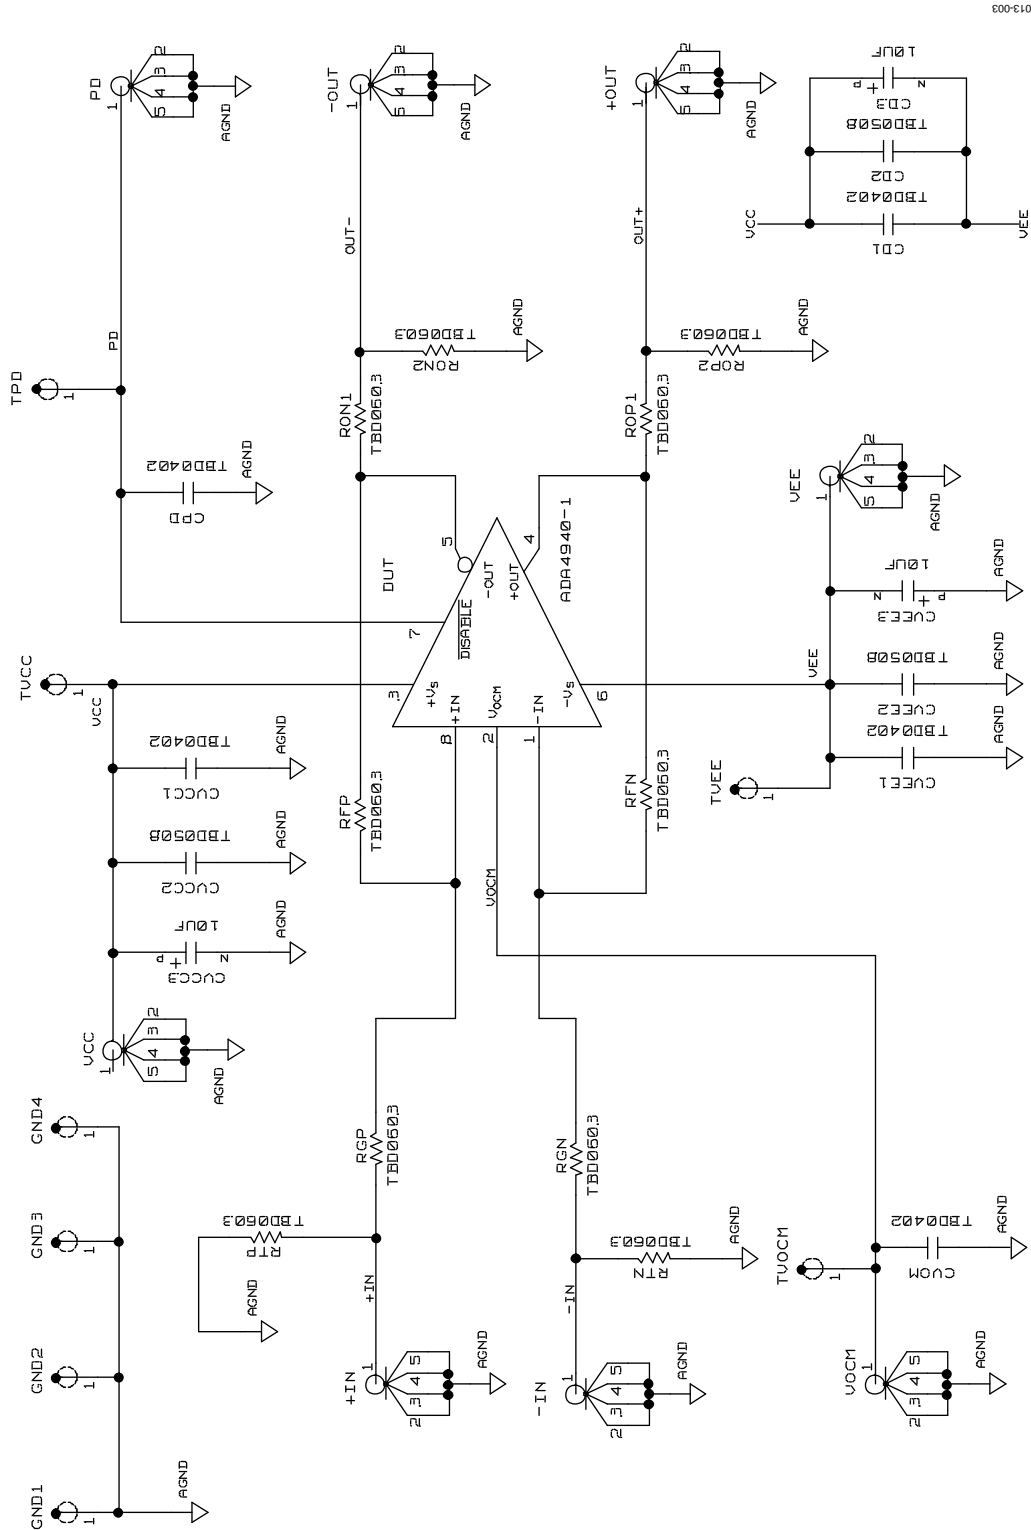 013-003
PD
1
2
3
4
5
AGND
-OUT
1
2
3
4
5
AGND
+OUT
1
2
3
4
5
AGND
10UF
P
+
N
CD3
TBD0508
CD2
TBD0402
CD1
VCC
VEE
OUT-
OUT+
TPD
1
PD
TBD0402
CPD
AGND
RON1
TBD0603
TBD0603
RON2
AGND
ROP1
TBD0603
TBD0603
ROP2
AGND
VEE
1
2
3
4
5
AGND
DUT
5
4
ADA4940-1
-OUT
+OUT
DISABLE
7
3
+VS
+IN
VOCM
-IN
-VS
6
8
2
1
TVCC
1
VCC
TBD0402
CVCC1
AGND
TBD0508
CVCC2
AGND
10UF
P
+
N
CVCC3
AGND
RFP
TBD0603
RFN
TBD0603
VOCM
VEE
10UF
N
+
P
CVEE3
AGND
TBD0508
CVEE2
AGND
TBD0402
CVEE1
AGND
TVEE
1
VCC
1
2
3
4
5
AGND
GND4
1
GND3
1
GND2
1
GND1
1
AGND
RGP
TBD0603
RGN
TBD0603
TBD0603
RTP
AGND
+IN
TBD0603
RTN
AGND
-IN
+IN
1
5
4
3
2
AGND
-IN
1
5
4
3
2
AGND
TVOCM
1
TBD0402
CVOM
AGND
VOCM
1
5
4
3
2
AGND